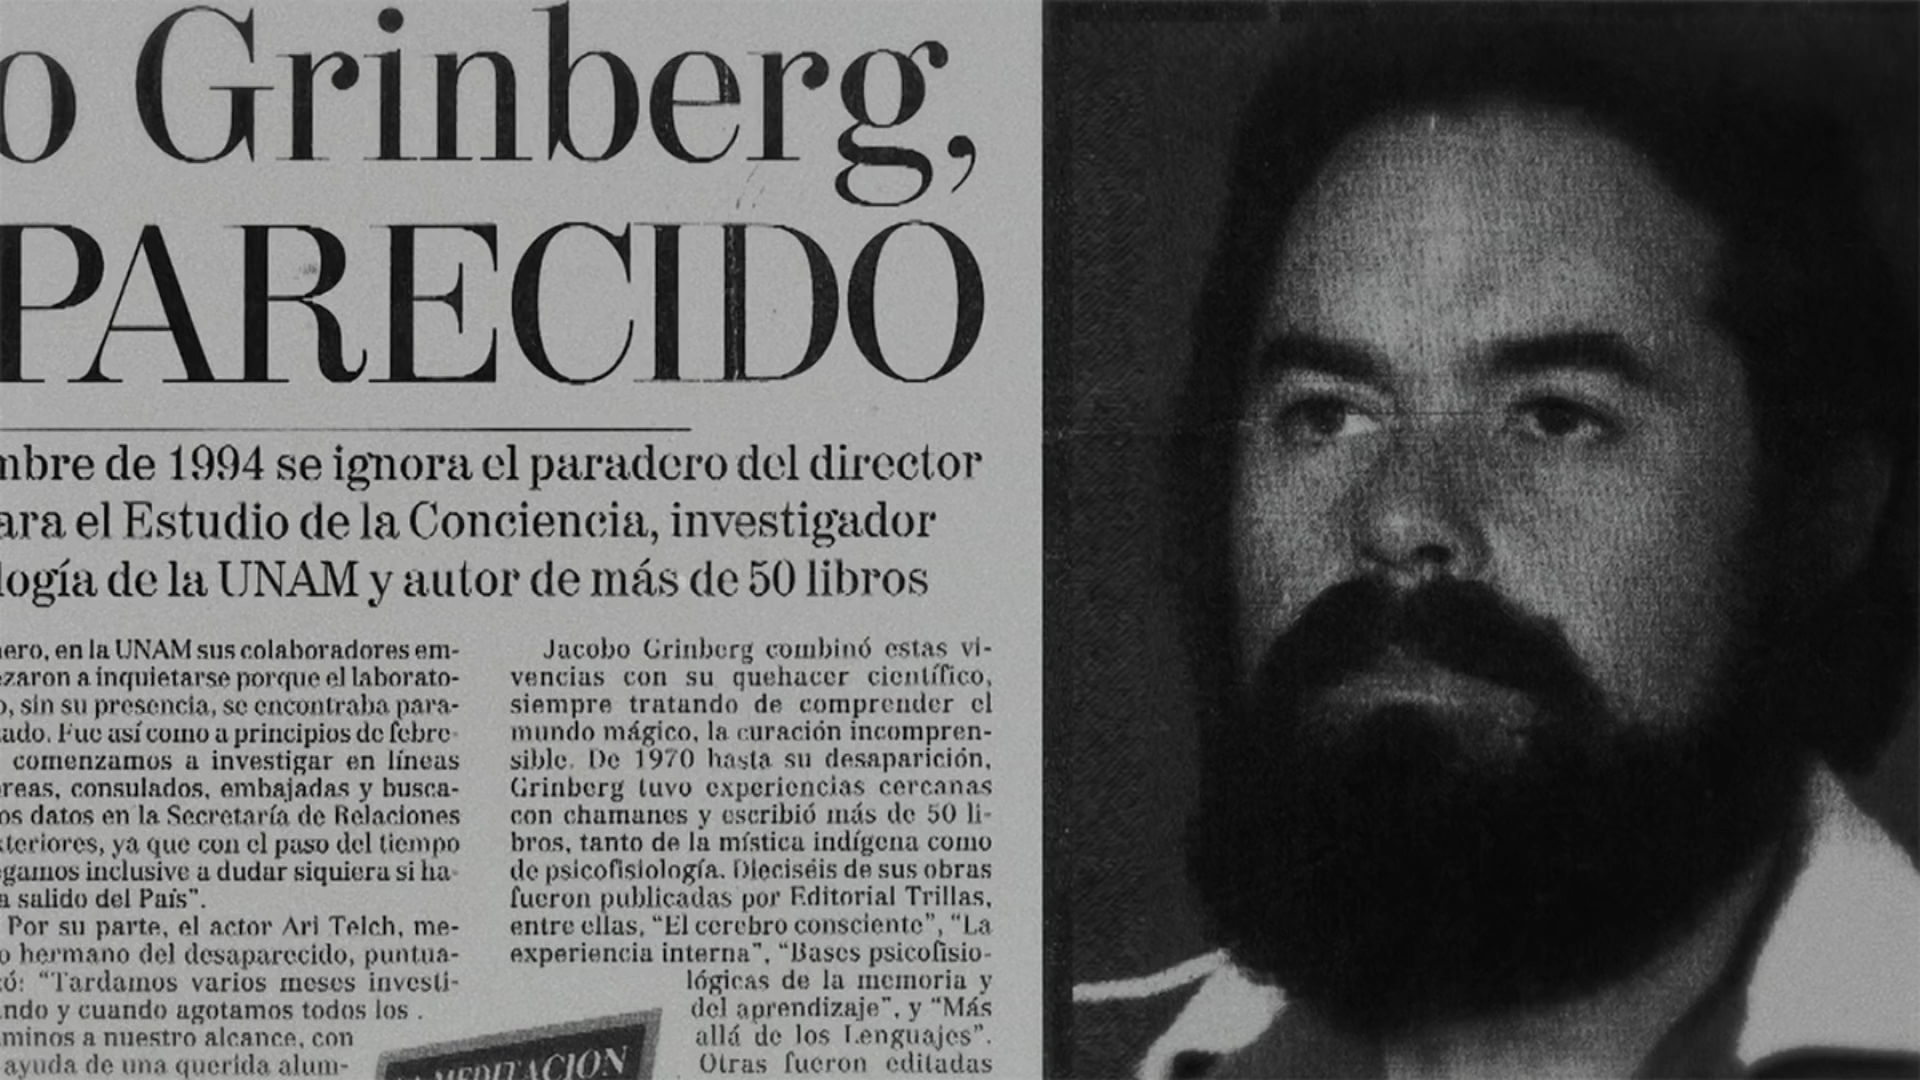 o Grinberg,
PARECIDO
mbre de 1994 se ignora el paradero del director
ara el Estudio de la Conciencia, investigador
logía de la UNAM y autor de más de 50 libros
nero, en la UNAM sus colaboradores em-
ezaron a inquietarse porque el laborato-
o, sin su presencia, se encontraba para-
zado. Fue así como a principios de febre-
comenzamos a investigar en líneas
éreas, consulados, embajadas y busca-
os datos en la Secretaría de Relaciones
xteriores, ya que con el paso del tiempo
egamos inclusive a dudar siquiera si ha-
a salido del País".
Por su parte, el actor Ari Telch, me-
o hermano del desaparecido, puntua-
zó: "Tardamos varios meses investi-
ando y cuando agotamos todos los
minos a nuestro alcance, con
ayuda de una querida alum-
Jacobo Grinberg combinó estas vi-
vencias con su quehacer científico,
siempre tratando de comprender el
mundo mágico, la curación incompren-
sible. De 1970 hasta su desaparición,
Grinberg tuvo experiencias cercanas
con chamanes y escribió más de 50 li-
bros, tanto de la mística indígena como
de psicofisiología. Dieciséis de sus obras
fueron publicadas por Editorial Trillas,
entre ellas, "El cerebro consciente", "La
experiencia interna", "Bases psicofisio-
lógicas de la memoria y
del aprendizaje", y "Más
allá de los Lenguajes".
Otras fueron editadas
MEDITACION